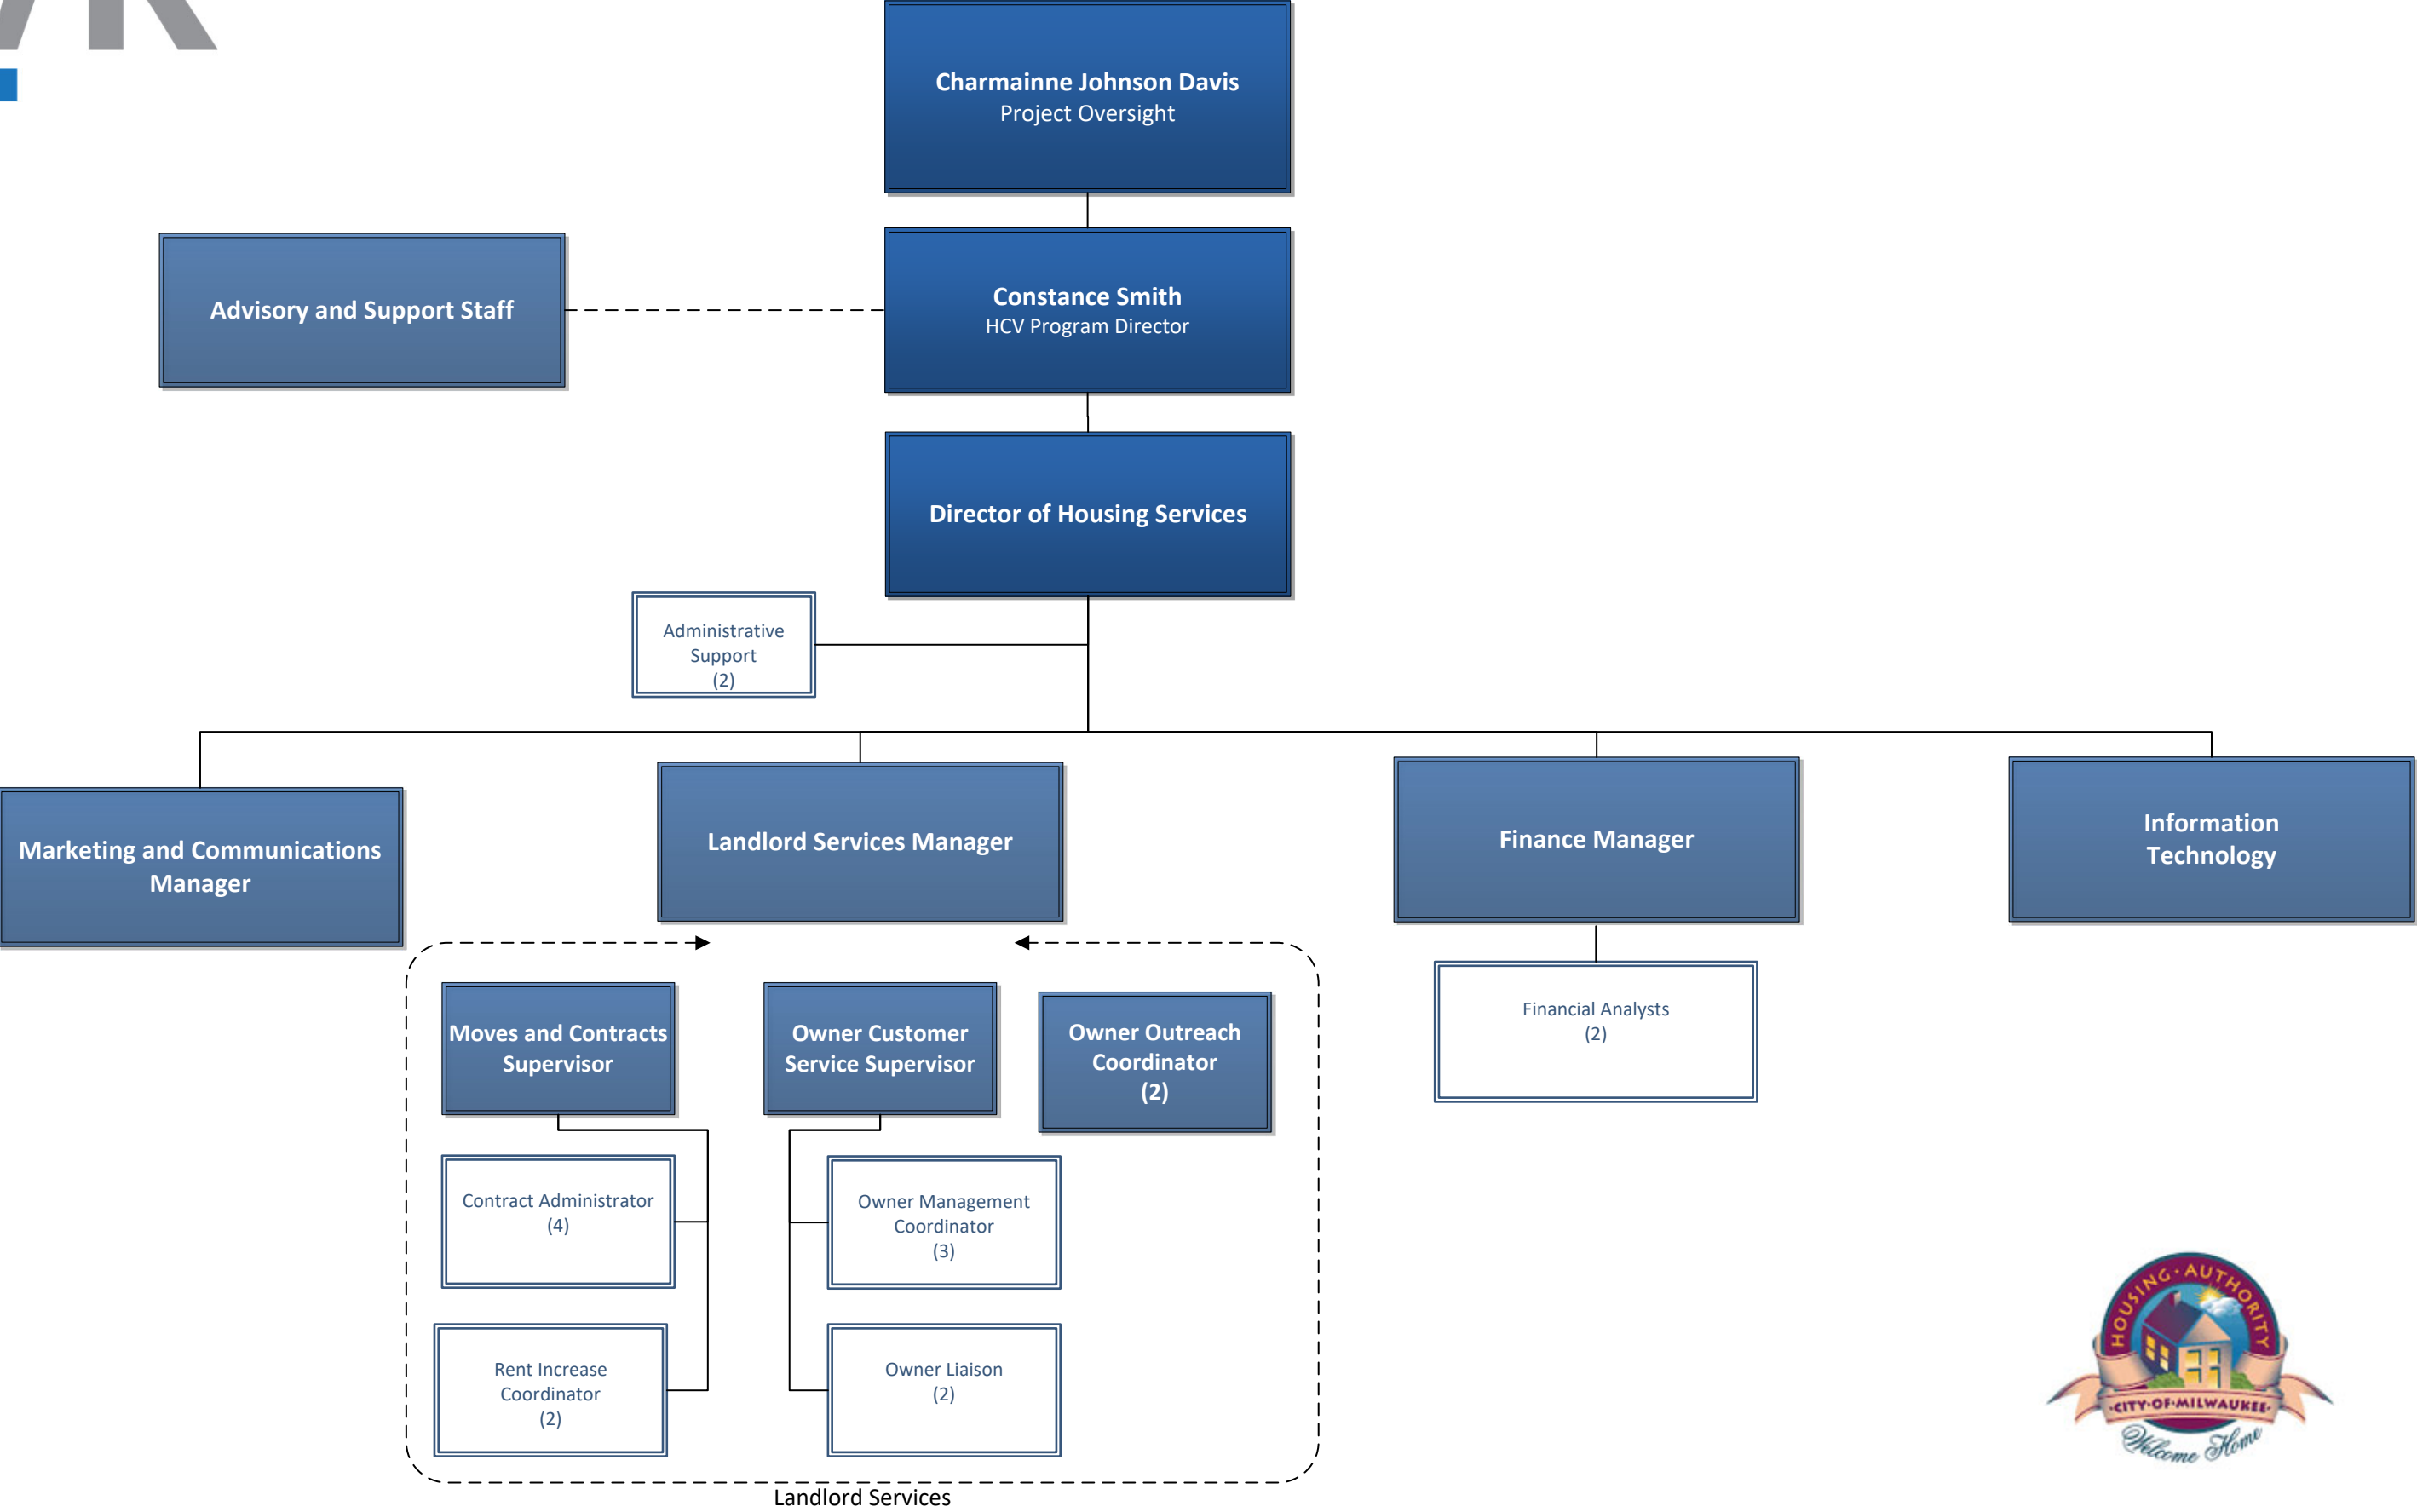 Charmainne Johnson Davis
Project Oversight
Advisory and Support Staff
Constance Smith
HCV Program Director
Director of Housing Services
Administrative
Support
(2)
Marketing and Communications
Manager
Landlord Services Manager
Finance Manager
Information
Technology
Moves and Contracts
Supervisor
Owner Customer
Service Supervisor
Owner Outreach
Coordinator
(2)
Financial Analysts
(2)
Contract Administrator
(4)
Owner Management
Coordinator
(3)
Rent Increase
Coordinator
(2)
Owner Liaison
(2)
Landlord Services
HOUSING · AUTHORITY
·CITY·OF·MILWAUKEE·
Welcome Home